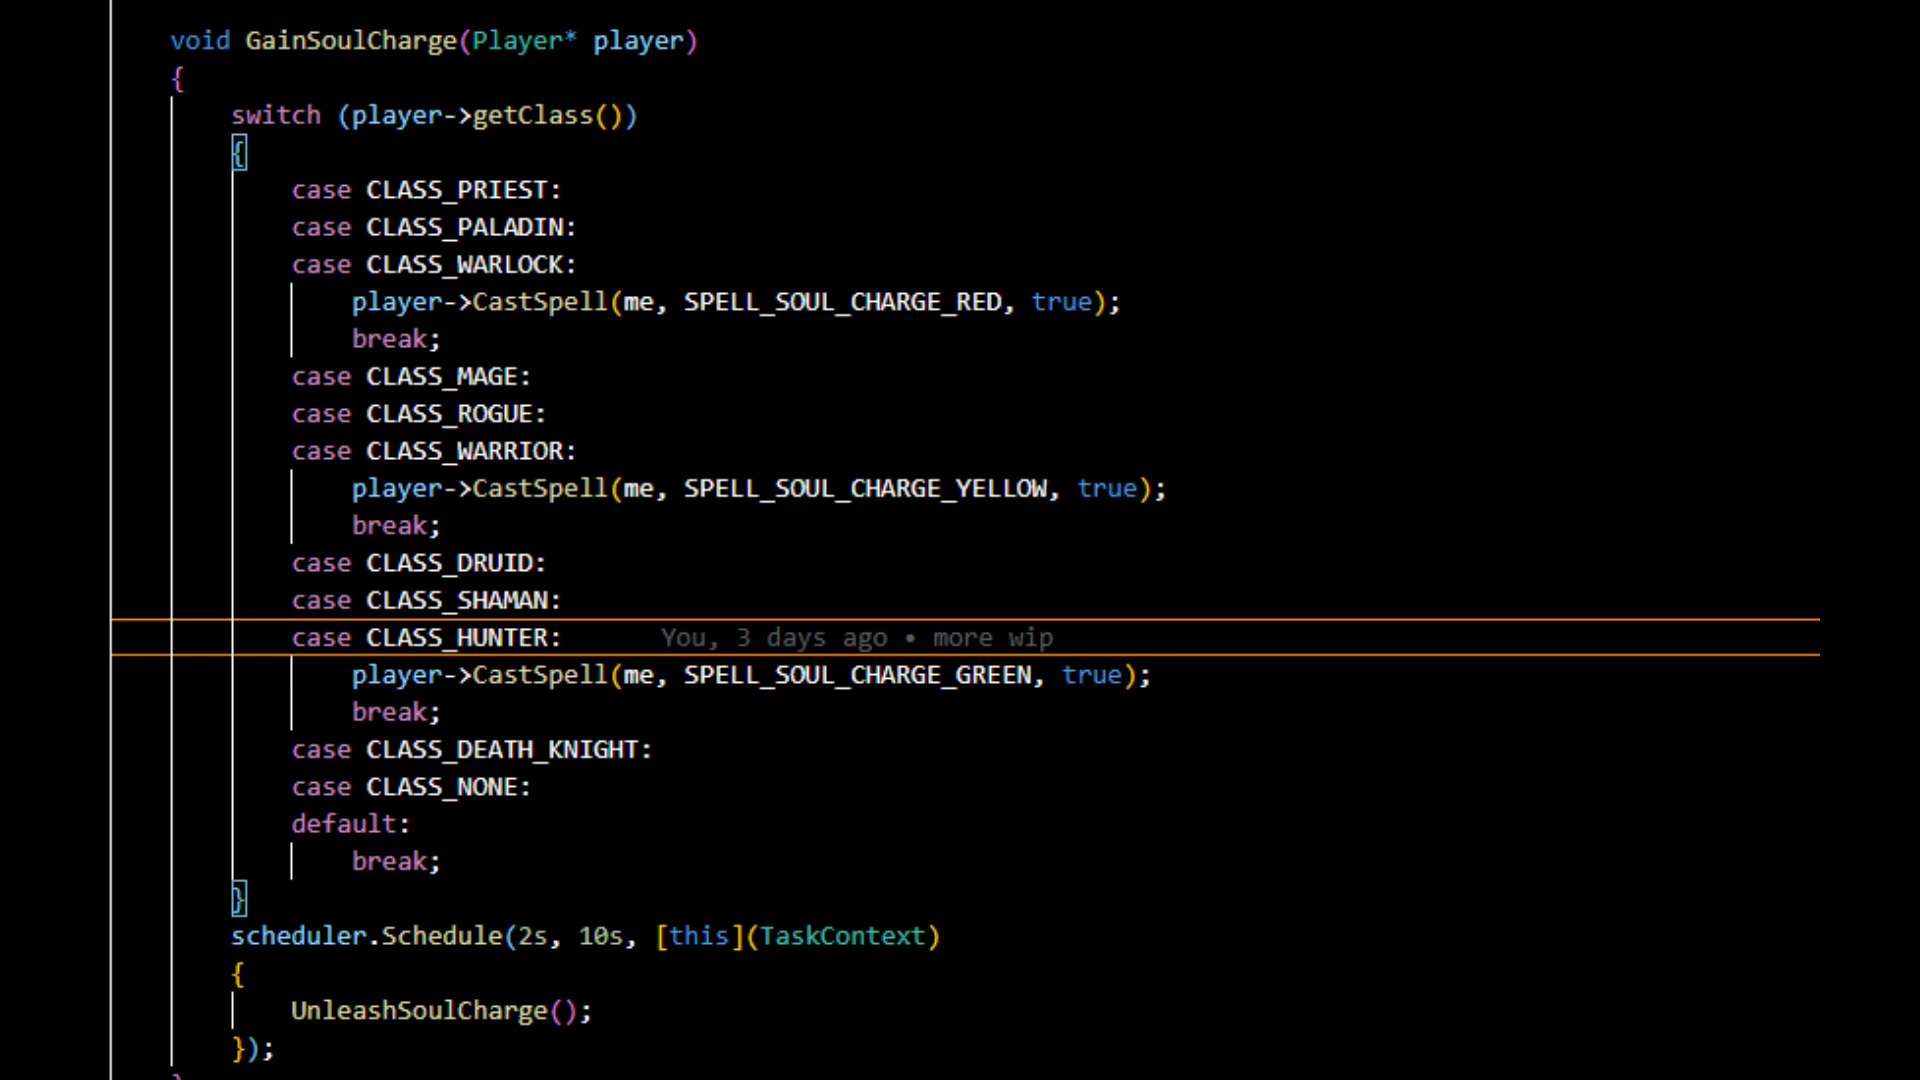 void GainSoulCharge(Player* player)
{
switch (player->getClass())
{
case CLASS_PRIEST:
case CLASS_PALADIN:
case CLASS_WARLOCK:
player->CastSpell(me, SPELL_SOUL_CHARGE_RED, true);
break;
case CLASS_MAGE:
case CLASS_ROGUE:
case CLASS_WARRIOR:
player->CastSpell(me, SPELL_SOUL_CHARGE_YELLOW, true);
break;
case CLASS_DRUID:
case CLASS_SHAMAN:
case CLASS_HUNTER: You, 3 days ago • more wip
player->CastSpell(me, SPELL_SOUL_CHARGE_GREEN, true);
break;
case CLASS_DEATH_KNIGHT:
case CLASS_NONE:
default:
break;
}
scheduler.Schedule(2s, 10s, [this](TaskContext)
{
UnleashSoulCharge();
});
}